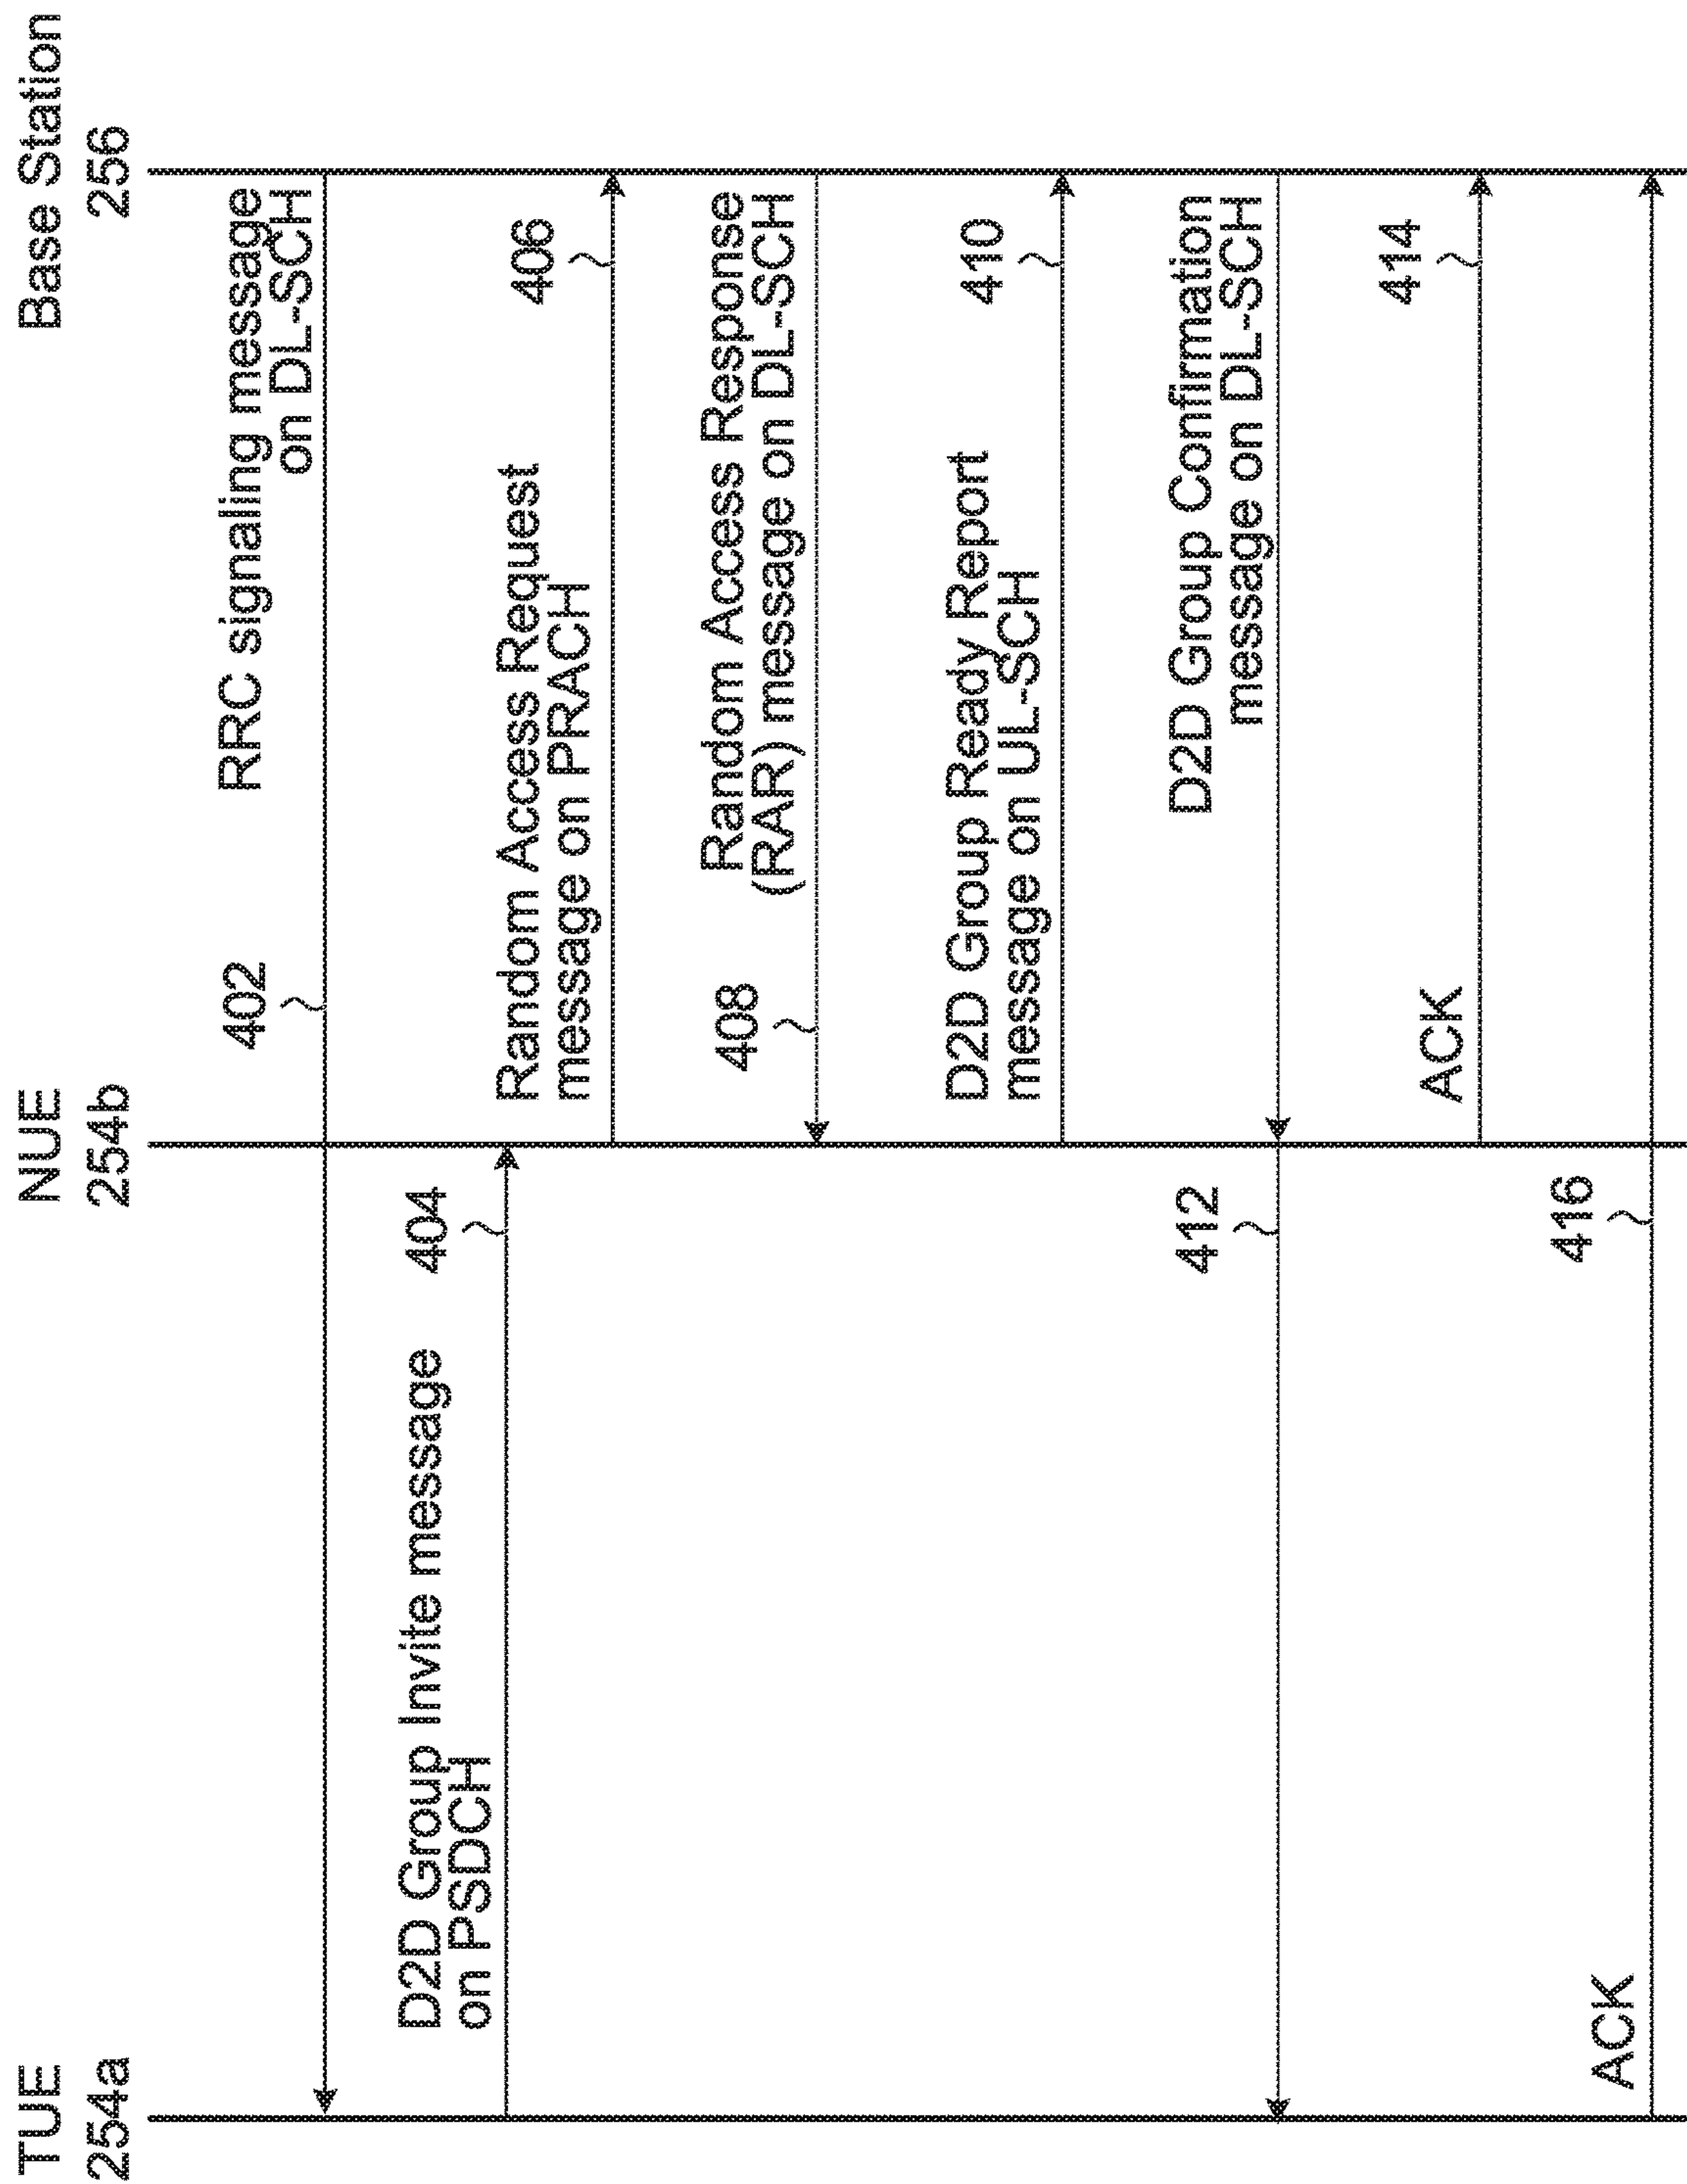 TUE
254a
NUE
254b
Base Station
256
402
RRC signaling message
on DL-SCH
D2D Group Invite message
on PSDCH
404
Random Access Request
message on PRACH
406
408
Random Access Response
(RAR) message on DL-SCH
D2D Group Ready Report
message on UL-SCH
410
412
D2D Group Confirmation
message on DL-SCH
ACK
414
ACK
416